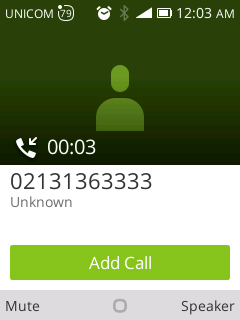 UNICOM 79 12:03 AM
00:03
02131363333
Unknown
Add Call
Mute Speaker